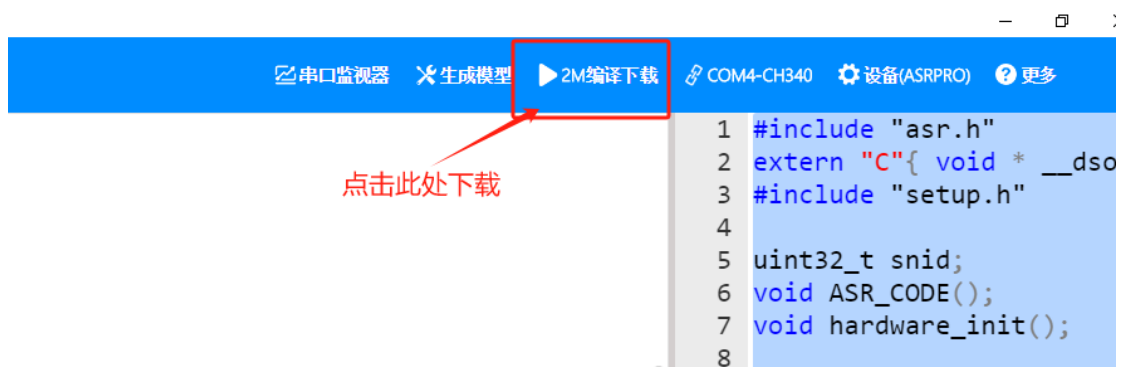 串口监视器 生成模型 2M编译下载 COM4-CH340 设备(ASRPRO) 更多
点击此处下载
1 #include "asr.h"
2 extern "C"{ void * __dso
3 #include "setup.h"
4
5 uint32_t snid;
6 void ASR_CODE();
7 void hardware_init();
8